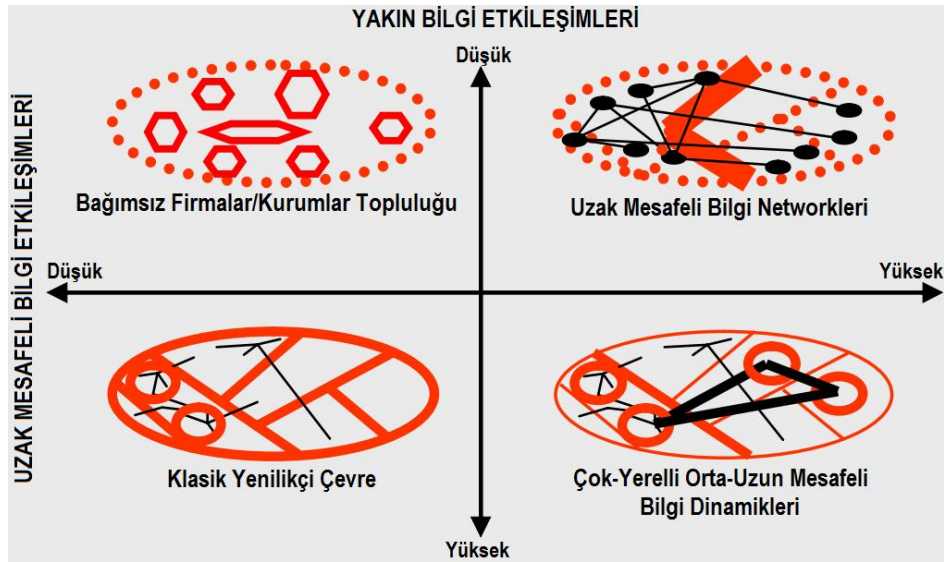 YAKIN BİLGİ ETKİLEŞİMLERİ
Düşük
UZAK MESAFELİ BİLGİ ETKİLEŞİMLERİ
Bağımsız Firmalar/Kurumlar Topluluğu
Uzak Mesafeli Bilgi Networkleri
Düşük
Yüksek
Klasik Yenilikçi Çevre
Çok-Yerelli Orta-Uzun Mesafeli
Bilgi Dinamikleri
Yüksek